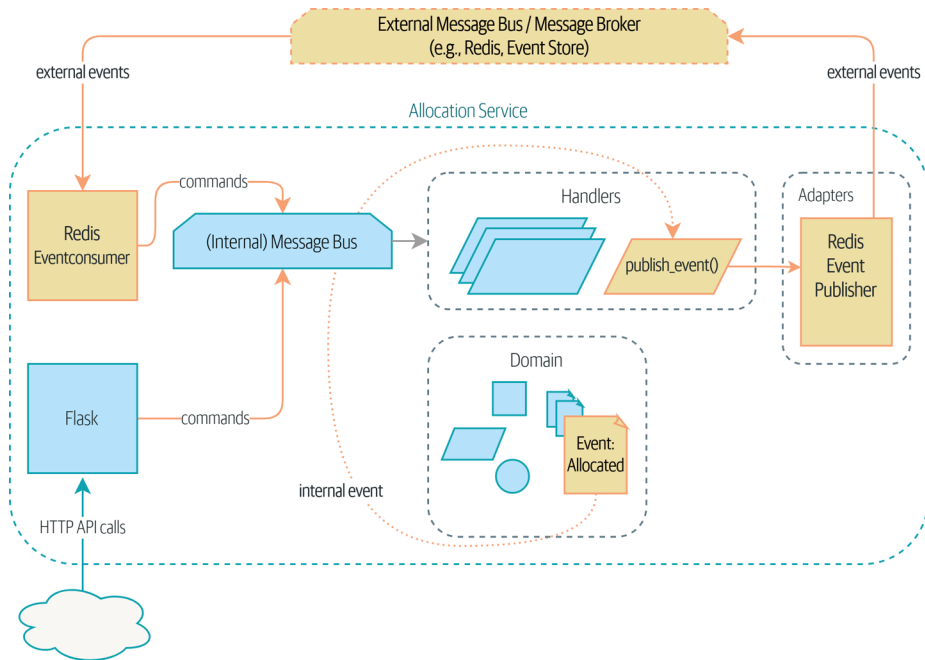 External Message Bus / Message Broker
(e.g., Redis, Event Store)
external events
external events
Allocation Service
commands
Handlers
Adapters
Redis
Eventconsumer
(Internal) Message Bus
publish_event()
Redis
Event
Publisher
Domain
Flask
commands
Event:
Allocated
internal event
HTTP API calls